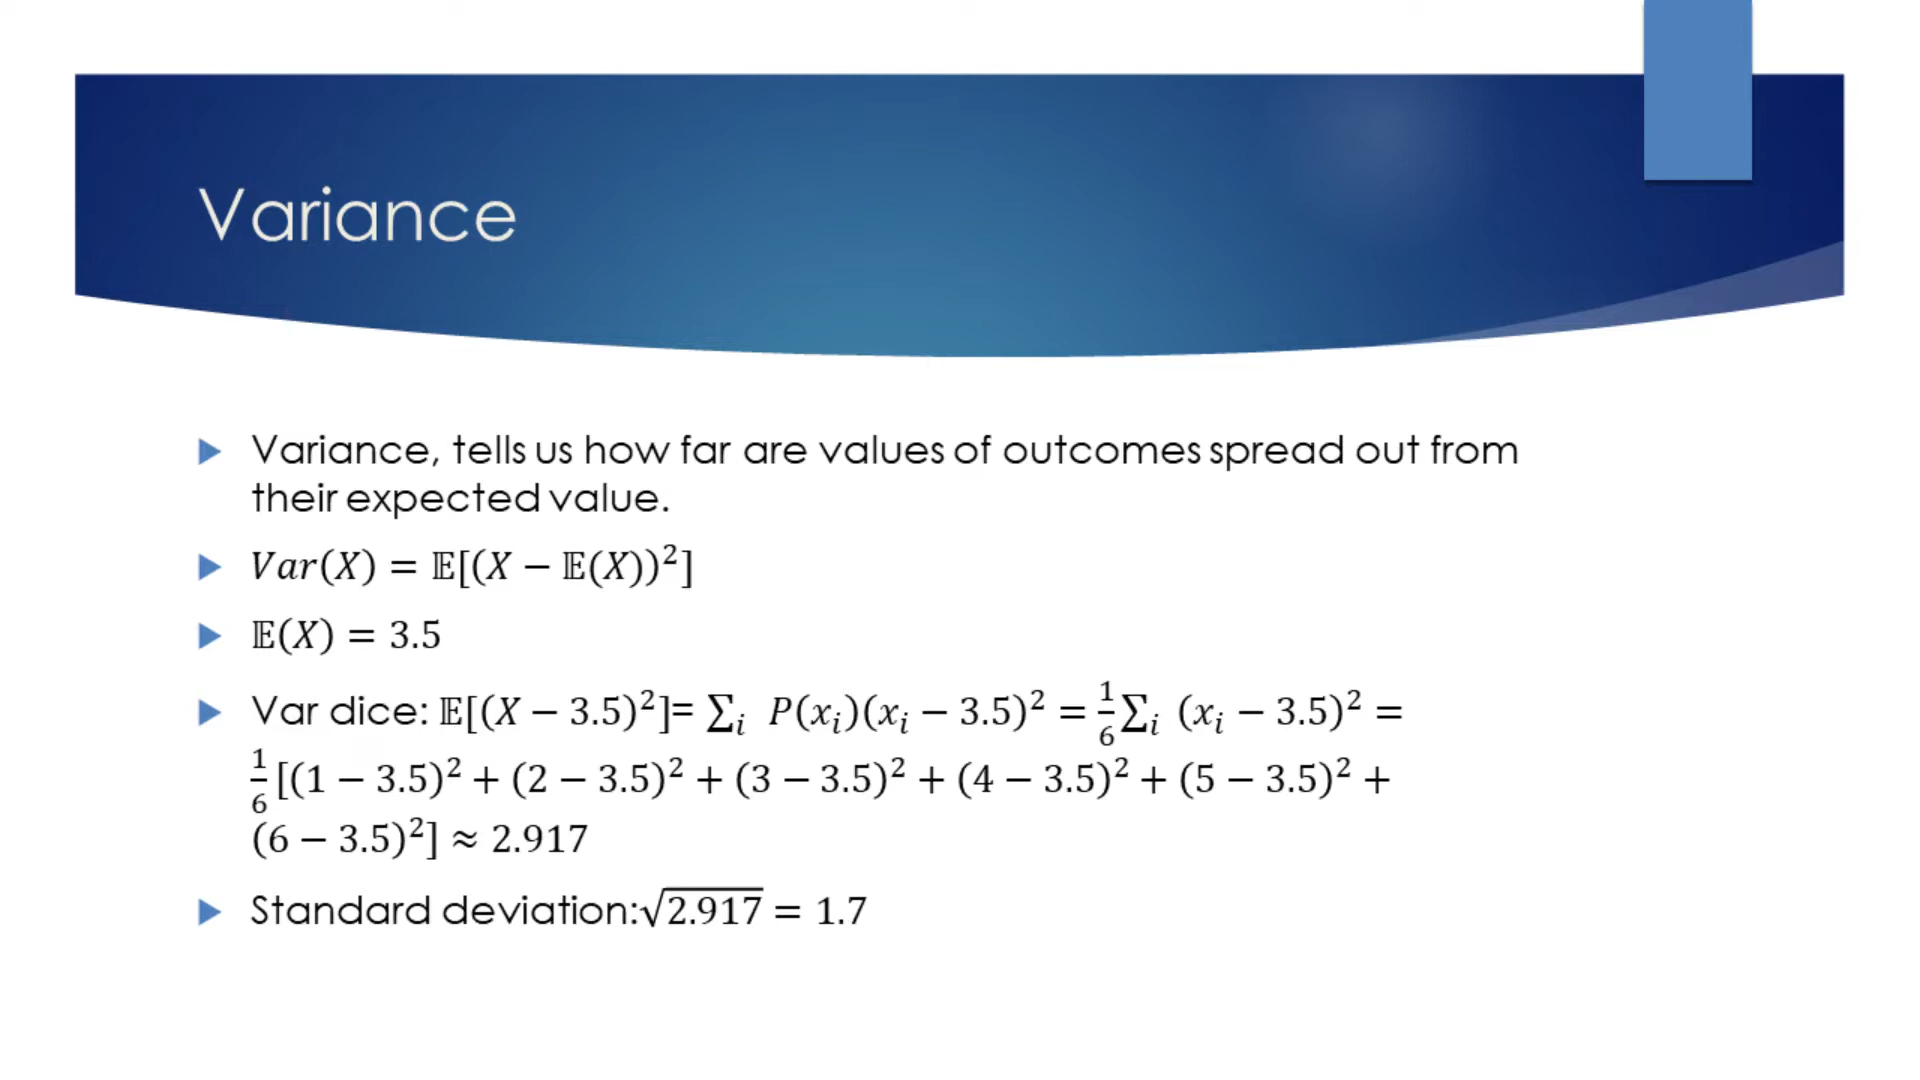 Variance
Variance, tells us how far are values of outcomes spread out from
their expected value.
𝑉𝑎𝑟(𝑋) = 𝔼[(𝑋 − 𝔼(𝑋))²]
𝔼(𝑋) = 3.5
Var dice: 𝔼[(𝑋 − 3.5)²]= ∑ᵢ 𝑃(𝑥ᵢ)(𝑥ᵢ − 3.5)² = 1/6 ∑ᵢ (𝑥ᵢ − 3.5)² =
1/6 [(1 − 3.5)² + (2 − 3.5)² + (3 − 3.5)² + (4 − 3.5)² + (5 − 3.5)² +
(6 − 3.5)²] ≈ 2.917
Standard deviation:√2.917 = 1.7